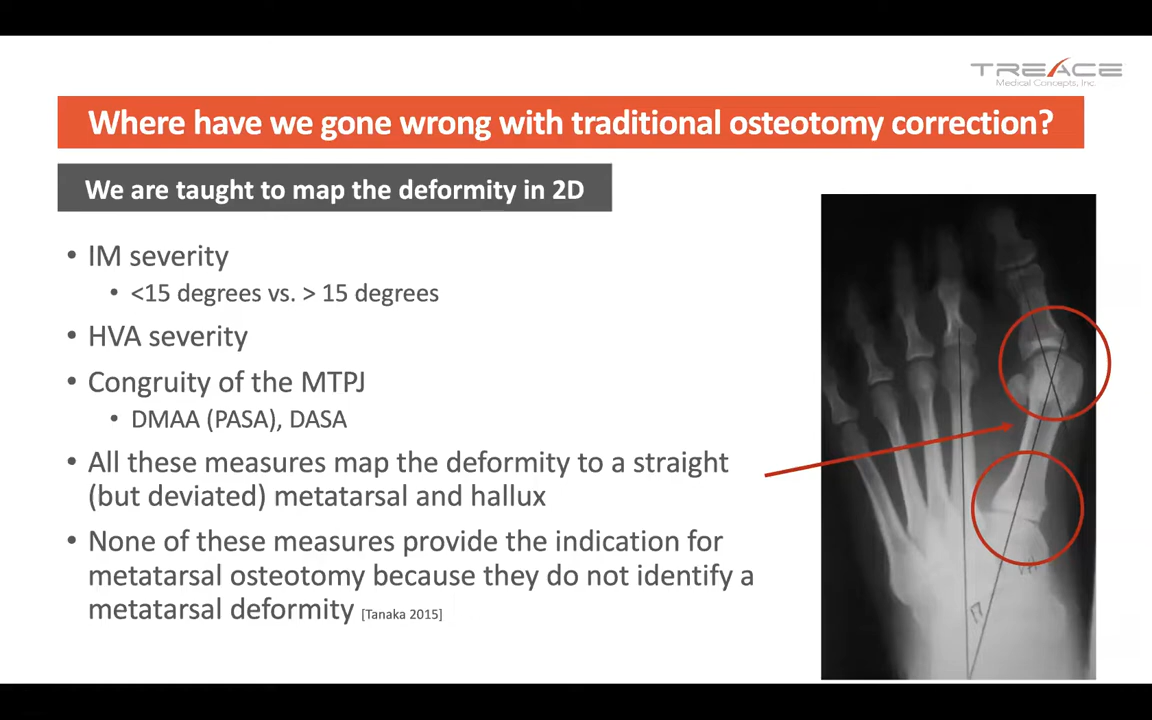 TREACE
Medical Concepts, Inc.
Where have we gone wrong with traditional osteotomy correction?
We are taught to map the deformity in 2D
• IM severity
• <15 degrees vs. > 15 degrees
• HVA severity
• Congruity of the MTPJ
• DMAA (PASA), DASA
• All these measures map the deformity to a straight
(but deviated) metatarsal and hallux
• None of these measures provide the indication for
metatarsal osteotomy because they do not identify a
metatarsal deformity [Tanaka 2015]